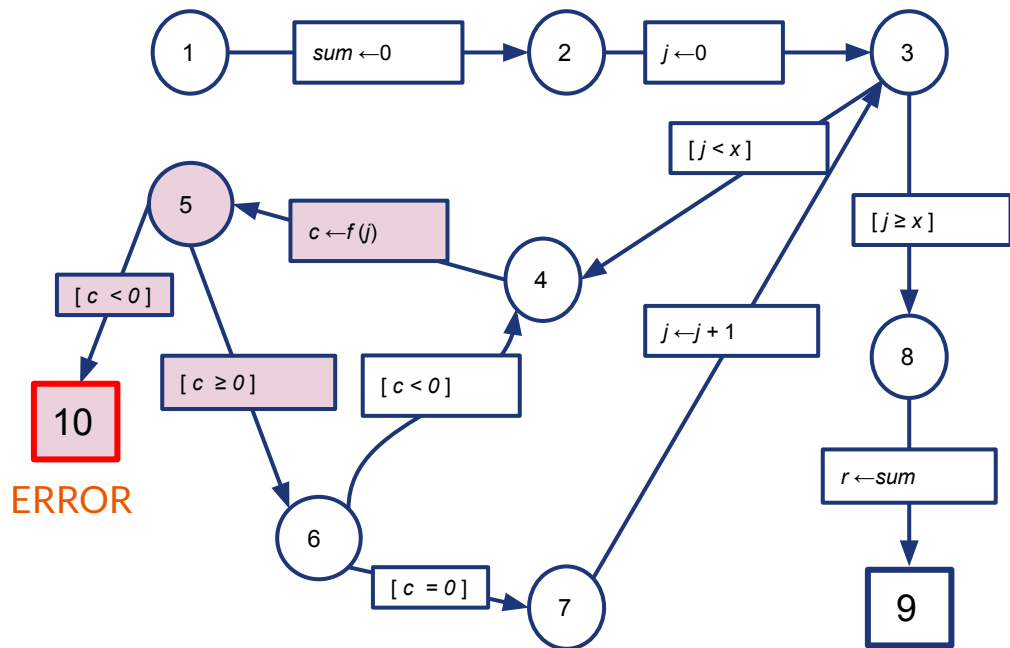 1
sum ←0
2
j ←0
3
[ j < x ]
5
c ←f (j)
4
[ j ≥ x ]
[ c < 0 ]
j ←j + 1
[ c ≥ 0 ]
[ c < 0 ]
8
10
ERROR
r ←sum
6
[ c = 0 ]
7
9